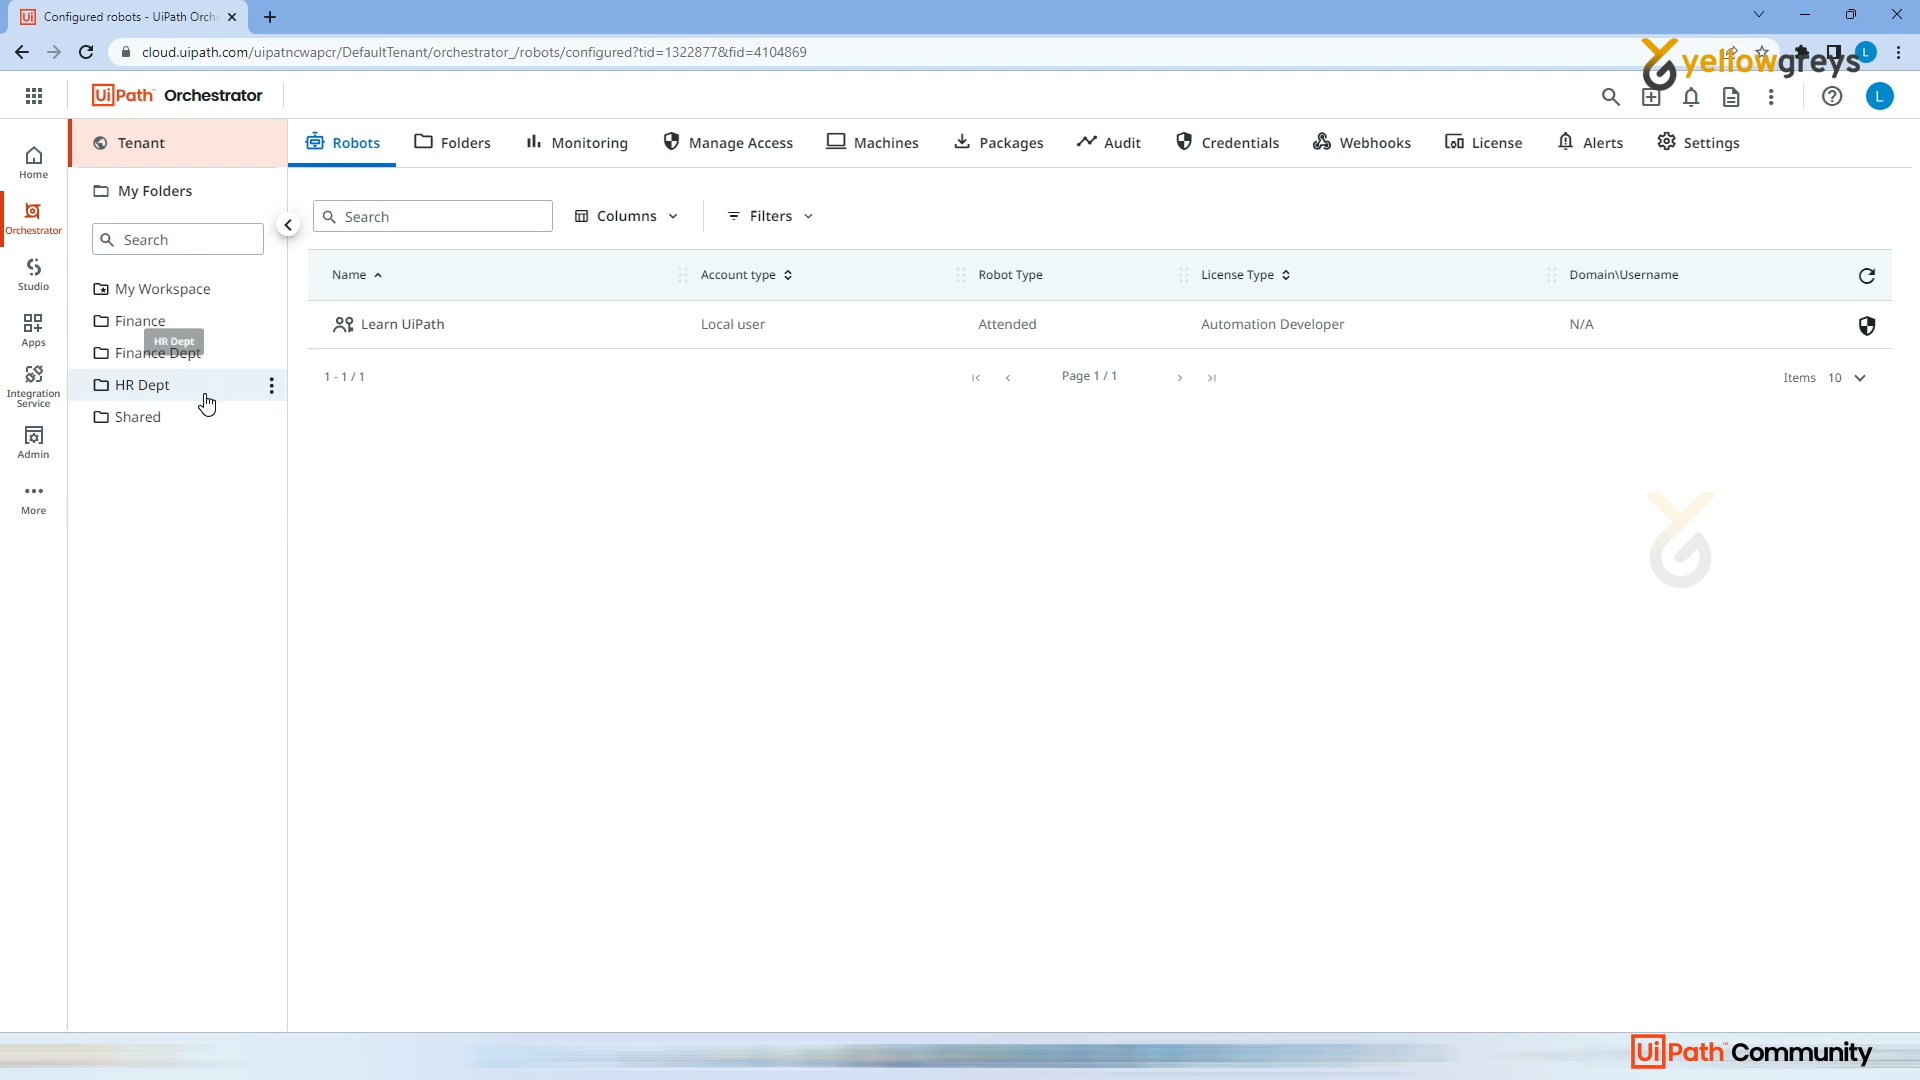 Configured robots - UiPath Orch
cloud.uipath.com/uipatncwapcr/DefaultTenant/orchestrator_/robots/configured?tid=1322877&fid=4104869
yellowgreys
UiPath Orchestrator
L
L
Home
Orchestrator
Studio
Apps
Integration
Service
Admin
More
Tenant
My Folders
Search
My Workspace
Finance
HR Dept
Finance Dept
HR Dept
Shared
Robots
Folders
Monitoring
Manage Access
Machines
Packages
Audit
Credentials
Webhooks
License
Alerts
Settings
Search
Columns
Filters
Name
Account type
Robot Type
License Type
Domain\Username
Learn UiPath
Local user
Attended
Automation Developer
N/A
1 - 1 / 1
Page 1 / 1
Items 10
UiPath™ Community